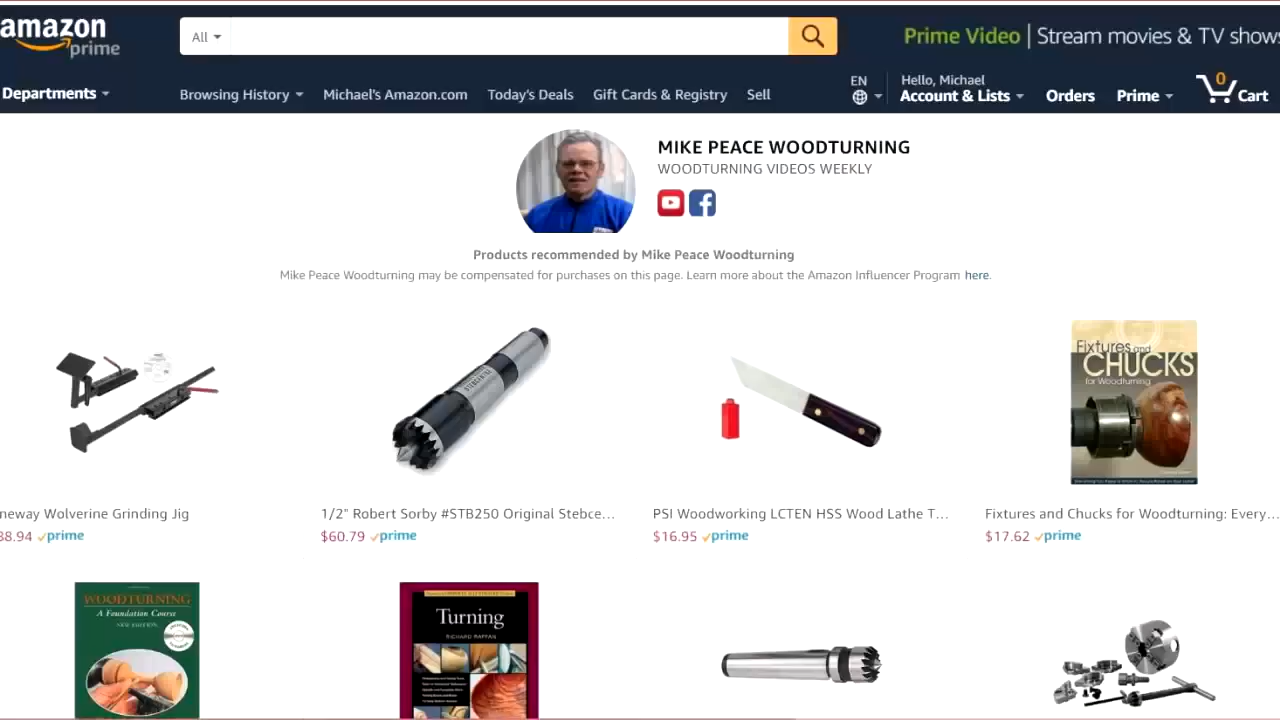 amazon
prime
All
Prime Video | Stream movies & TV shows
Departments
Browsing History
Michael's Amazon.com
Today's Deals
Gift Cards & Registry
Sell
EN
Hello, Michael
Account & Lists
Orders
Prime
0
Cart
MIKE PEACE WOODTURNING
WOODTURNING VIDEOS WEEKLY
Products recommended by Mike Peace Woodturning
Mike Peace Woodturning may be compensated for purchases on this page. Learn more about the Amazon Influencer Program here.
Fixtures and
CHUCKS
for Woodturning
neway Wolverine Grinding Jig
1/2" Robert Sorby #STB250 Original Stebce...
PSI Woodworking LCTEN HSS Wood Lathe T...
Fixtures and Chucks for Woodturning: Every...
88.94 prime
$60.79 prime
$16.95 prime
$17.62 prime
WOODTURNING
A Foundation Course
NEW EDITION
Turning
RICHARD RAFFAN